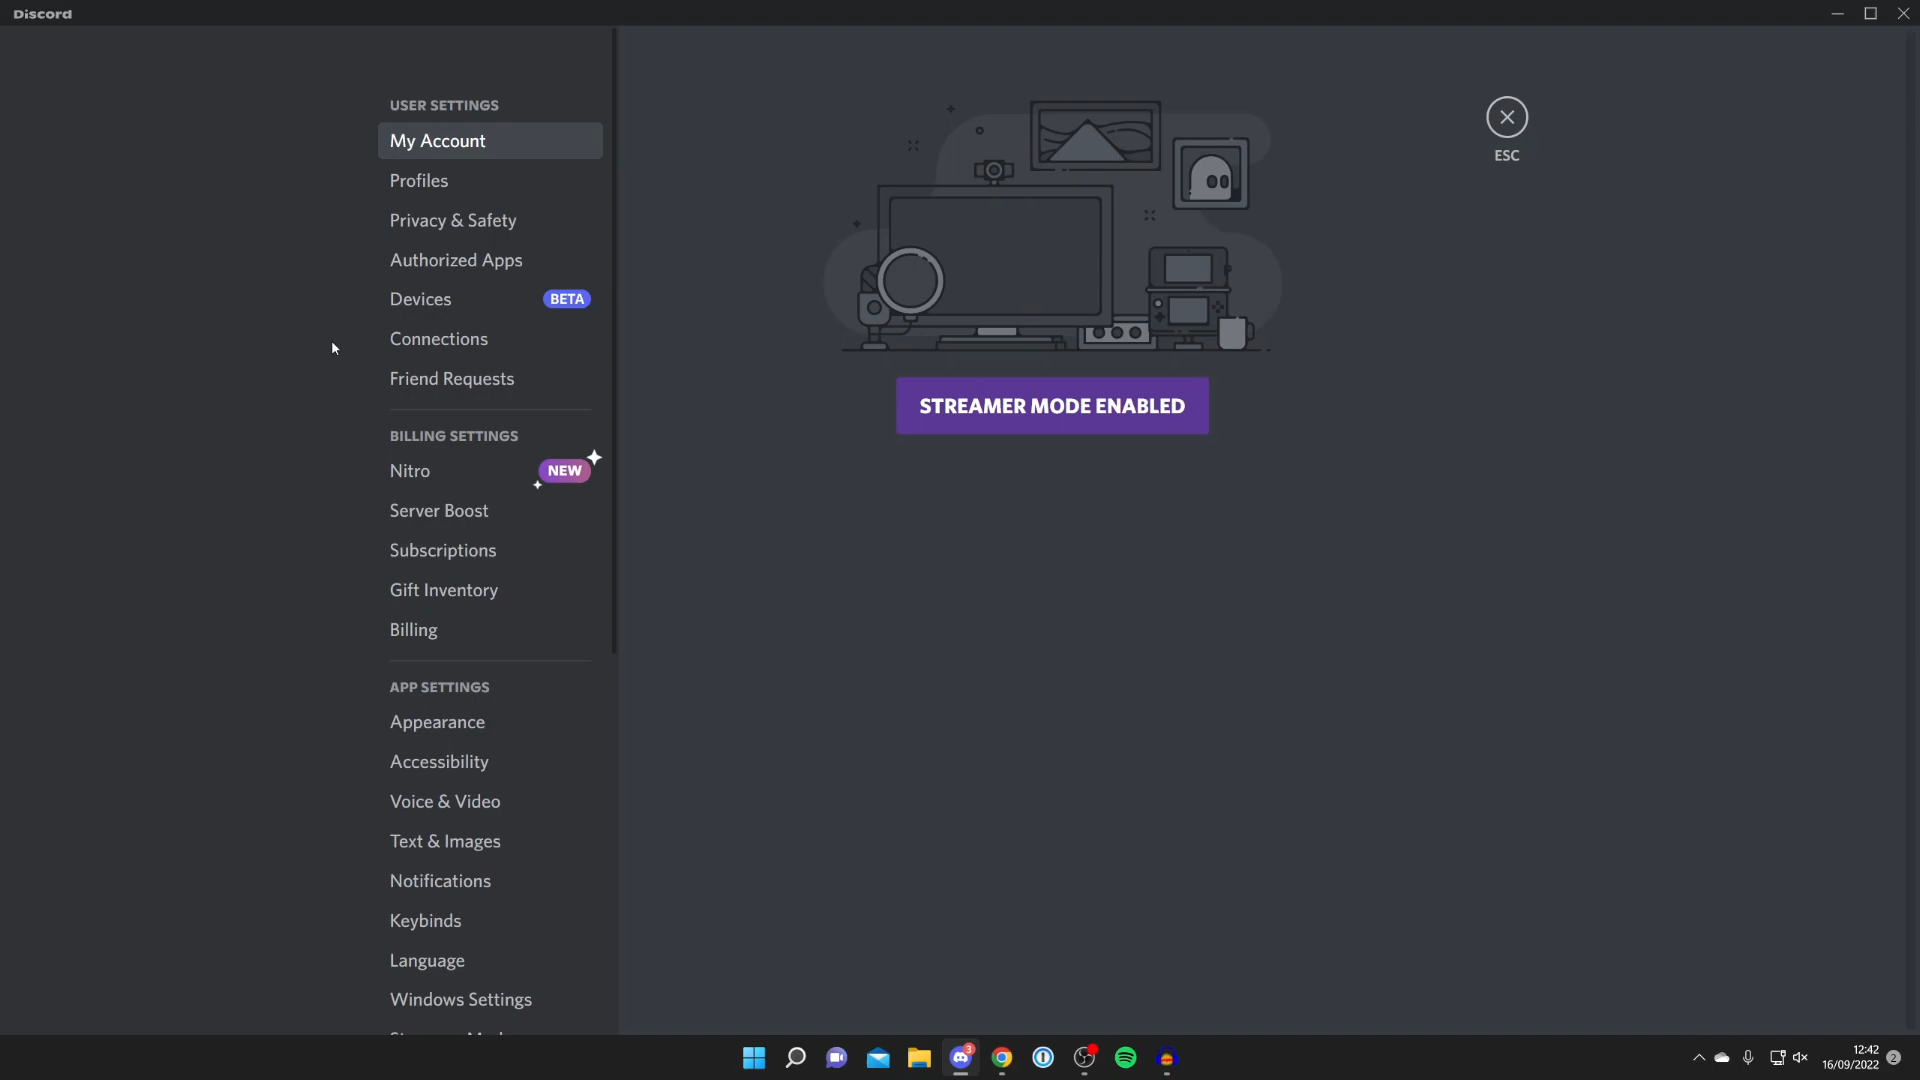 Discord
USER SETTINGS
My Account
Profiles
Privacy & Safety
Authorized Apps
Devices BETA
Connections
Friend Requests
BILLING SETTINGS
Nitro NEW
Server Boost
Subscriptions
Gift Inventory
Billing
APP SETTINGS
Appearance
Accessibility
Voice & Video
Text & Images
Notifications
Keybinds
Language
Windows Settings
ESC
STREAMER MODE ENABLED
3
12:42
16/09/2022
2